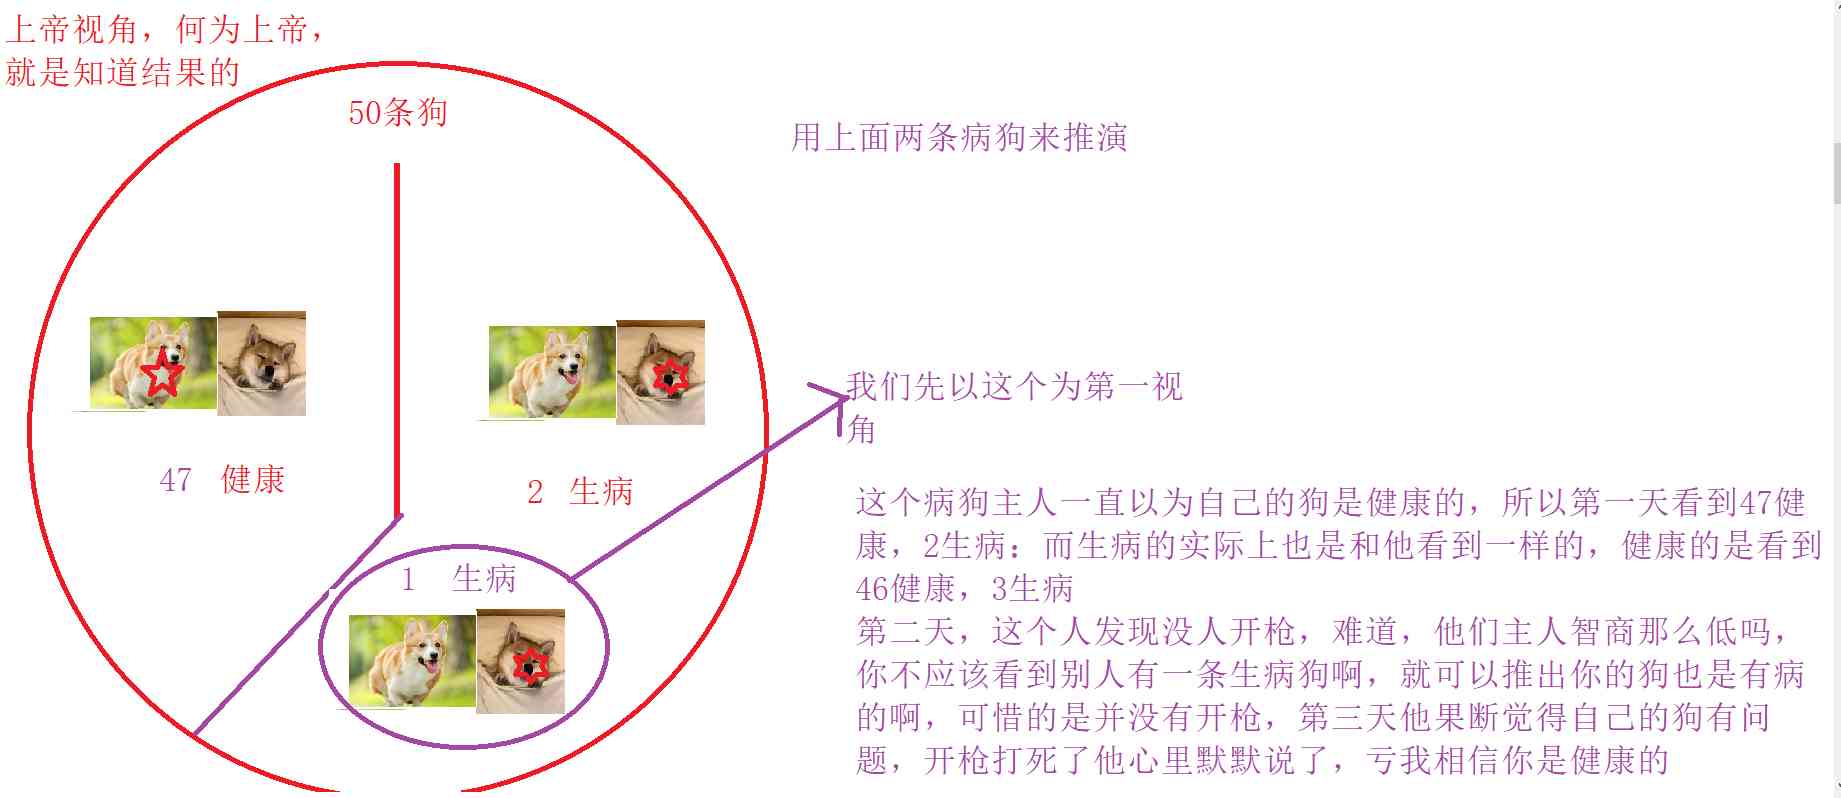 上帝视角，何为上帝，
就是知道结果的
50条狗
用上面两条病狗来推演
我们先以这个为第一视
角
47 健康
2 生病
1 生病
这个病狗主人一直以为自己的狗是健康的，所以第一天看到47健
康，2生病：而生病的实际上也是和他看到一样的，健康的是看到
46健康，3生病
第二天，这个人发现没人开枪，难道，他们主人智商那么低吗，
你不应该看到别人有一条生病狗啊，就可以推出你的狗也是有病
的啊，可惜的是并没有开枪，第三天他果断觉得自己的狗有问
题，开枪打死了他心里默默说了，亏我相信你是健康的